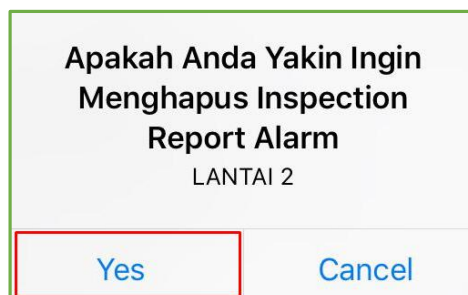 Apakah Anda Yakin Ingin
Menghapus Inspection
Report Alarm
LANTAI 2
Yes
Cancel